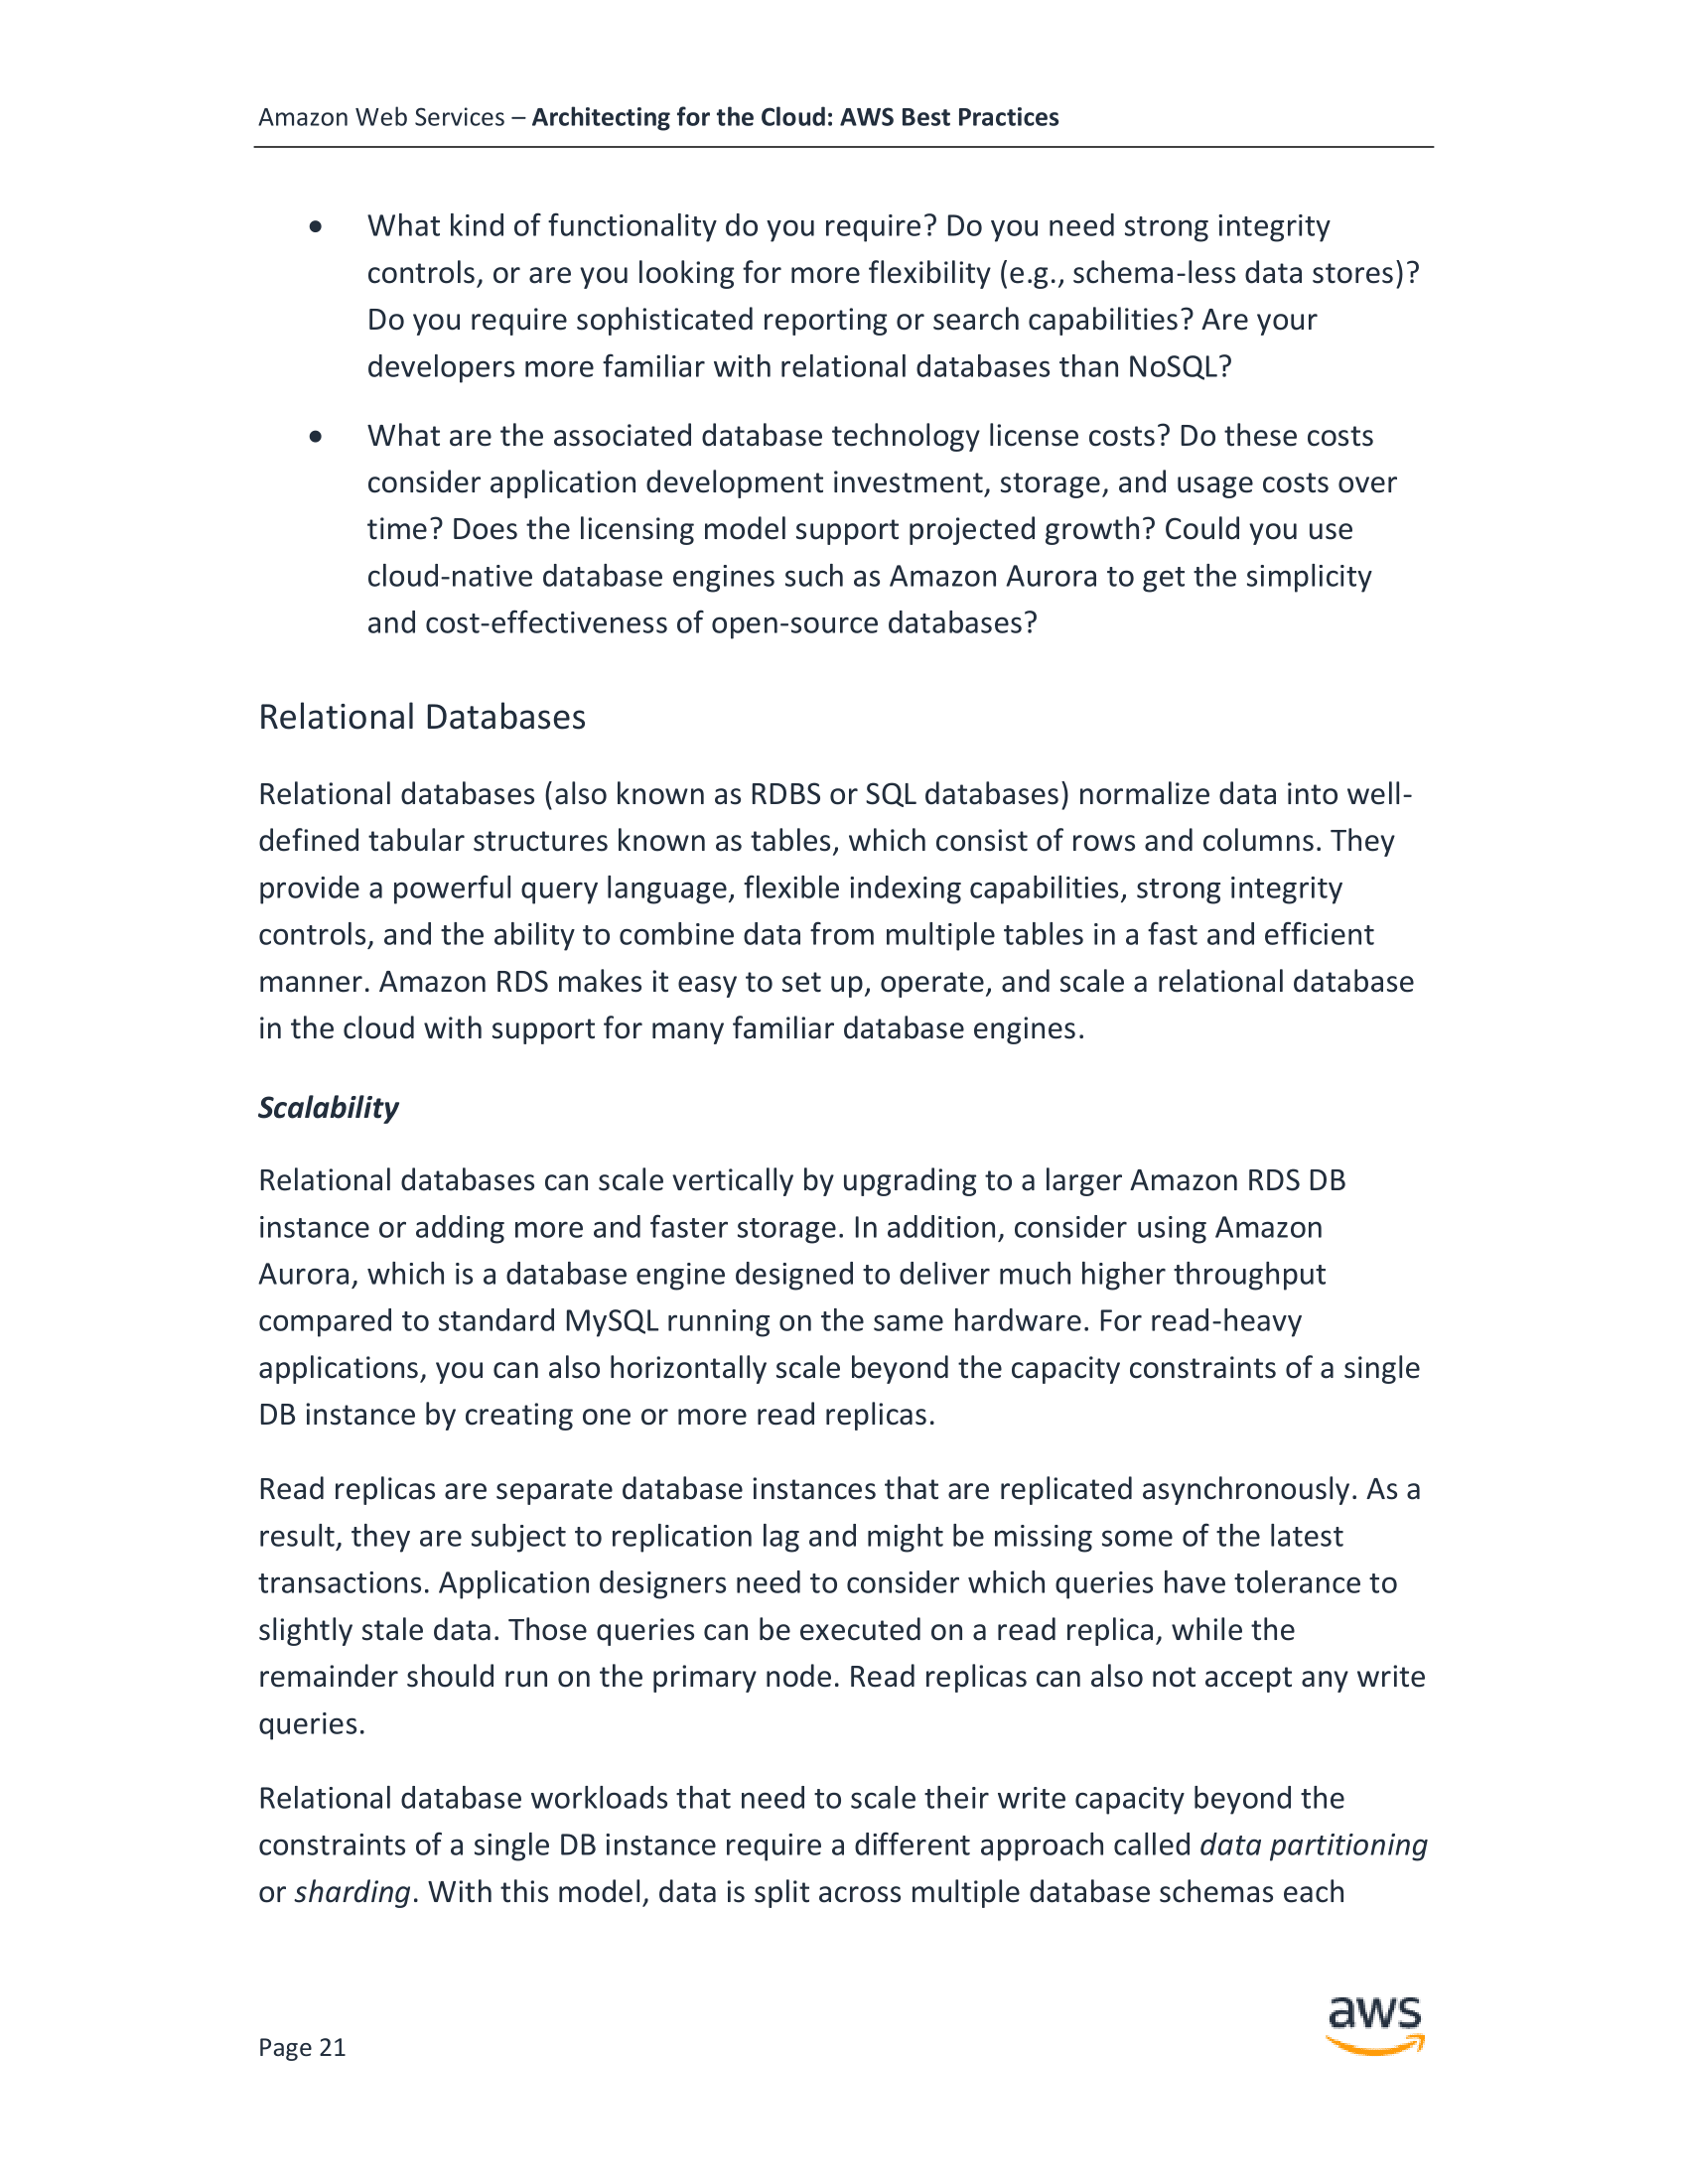 Amazon Web Services – Architecting for the Cloud: AWS Best Practices
• What kind of functionality do you require? Do you need strong integrity
controls, or are you looking for more flexibility (e.g., schema-less data stores)?
Do you require sophisticated reporting or search capabilities? Are your
developers more familiar with relational databases than NoSQL?
• What are the associated database technology license costs? Do these costs
consider application development investment, storage, and usage costs over
time? Does the licensing model support projected growth? Could you use
cloud-native database engines such as Amazon Aurora to get the simplicity
and cost-effectiveness of open-source databases?
Relational Databases
Relational databases (also known as RDBS or SQL databases) normalize data into well-
defined tabular structures known as tables, which consist of rows and columns. They
provide a powerful query language, flexible indexing capabilities, strong integrity
controls, and the ability to combine data from multiple tables in a fast and efficient
manner. Amazon RDS makes it easy to set up, operate, and scale a relational database
in the cloud with support for many familiar database engines.
Scalability
Relational databases can scale vertically by upgrading to a larger Amazon RDS DB
instance or adding more and faster storage. In addition, consider using Amazon
Aurora, which is a database engine designed to deliver much higher throughput
compared to standard MySQL running on the same hardware. For read-heavy
applications, you can also horizontally scale beyond the capacity constraints of a single
DB instance by creating one or more read replicas.
Read replicas are separate database instances that are replicated asynchronously. As a
result, they are subject to replication lag and might be missing some of the latest
transactions. Application designers need to consider which queries have tolerance to
slightly stale data. Those queries can be executed on a read replica, while the
remainder should run on the primary node. Read replicas can also not accept any write
queries.
Relational database workloads that need to scale their write capacity beyond the
constraints of a single DB instance require a different approach called data partitioning
or sharding. With this model, data is split across multiple database schemas each
aws
Page 21